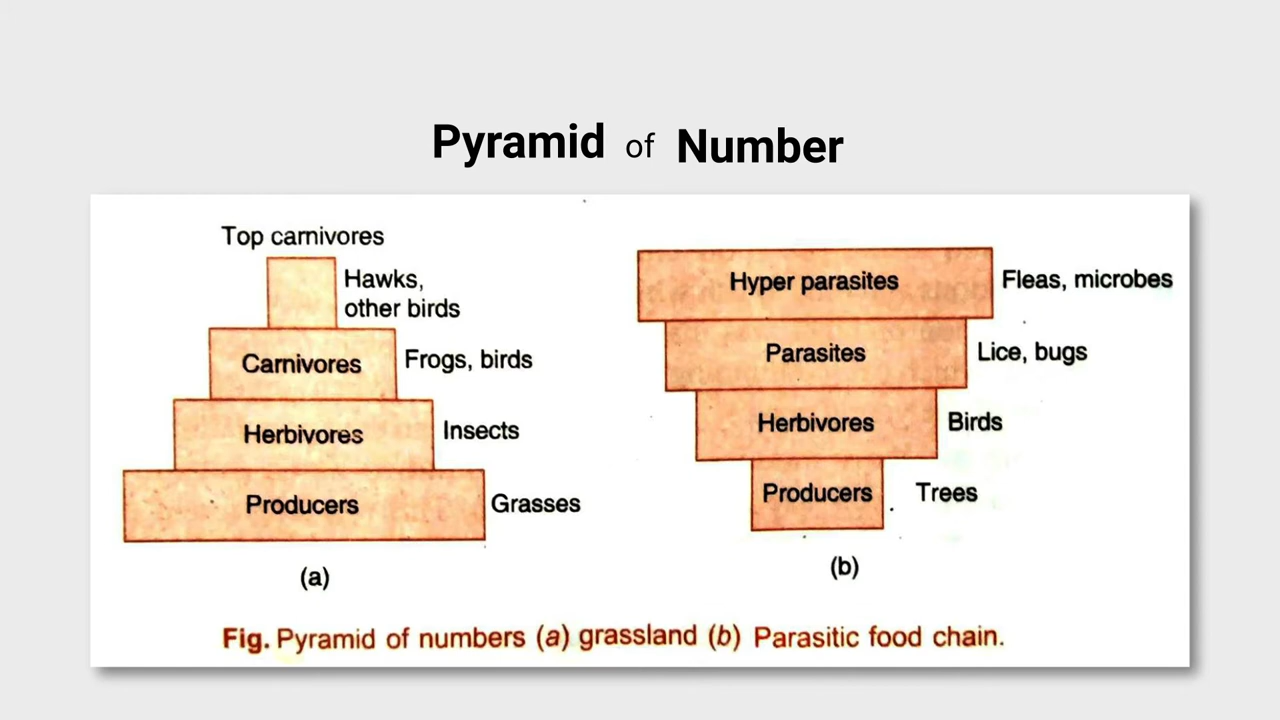 Pyramid of Number
Top carnivores
Hawks,
other birds
Carnivores
Frogs, birds
Herbivores
Insects
Producers
Grasses
(a)
Hyper parasites
Fleas, microbes
Parasites
Lice, bugs
Herbivores
Birds
Producers
Trees
(b)
Fig. Pyramid of numbers (a) grassland (b) Parasitic food chain.